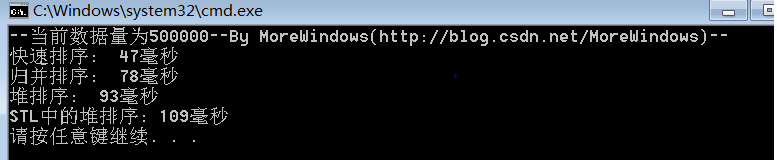 C:\Windows\system32\cmd.exe
--当前数据量为500000--By MoreWindows(http://blog.csdn.net/MoreWindows)--
快速排序： 47毫秒
归并排序： 78毫秒
堆排序： 93毫秒
STL中的堆排序：109毫秒
请按任意键继续. . .